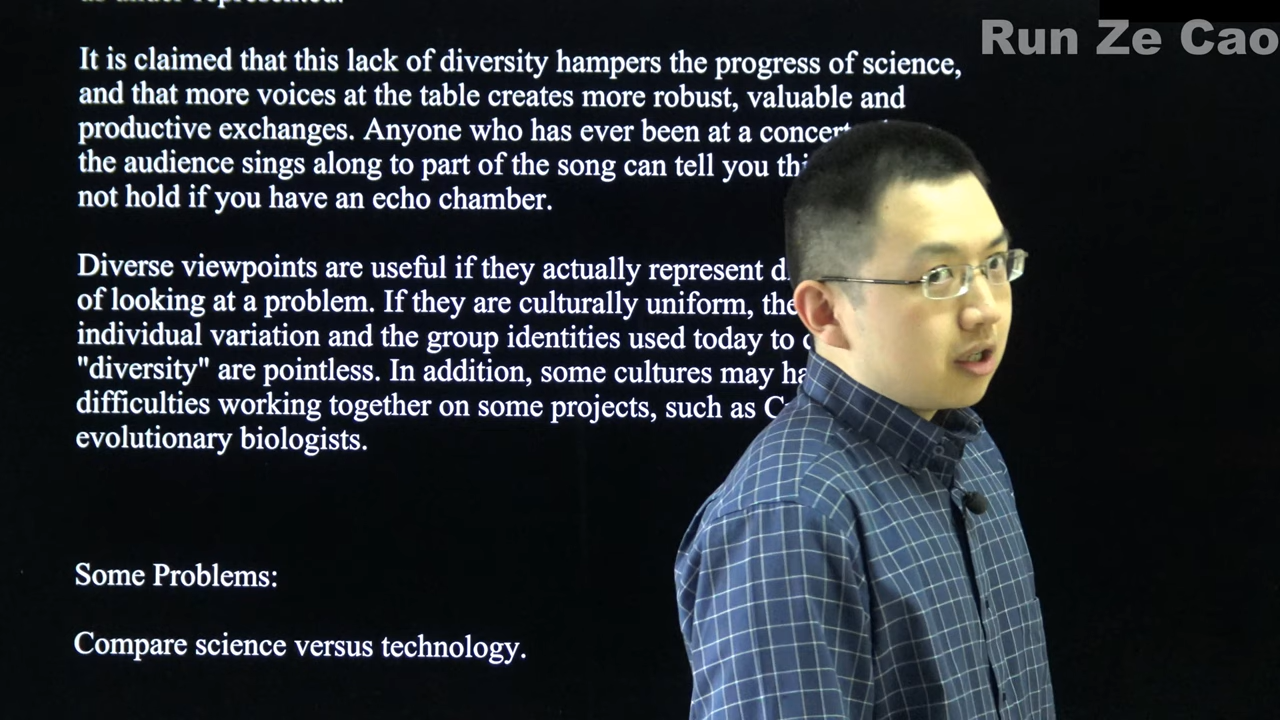 as under-represented.
Run Ze Cao
It is claimed that this lack of diversity hampers the progress of science,
and that more voices at the table creates more robust, valuable and
productive exchanges. Anyone who has ever been at a concert
the audience sings along to part of the song can tell you
not hold if you have an echo chamber.
Diverse viewpoints are useful if they actually represent
of looking at a problem. If they are culturally uniform,
individual variation and the group identities used today to
"diversity" are pointless. In addition, some cultures may
difficulties working together on some projects, such as
evolutionary biologists.
Some Problems:
Compare science versus technology.